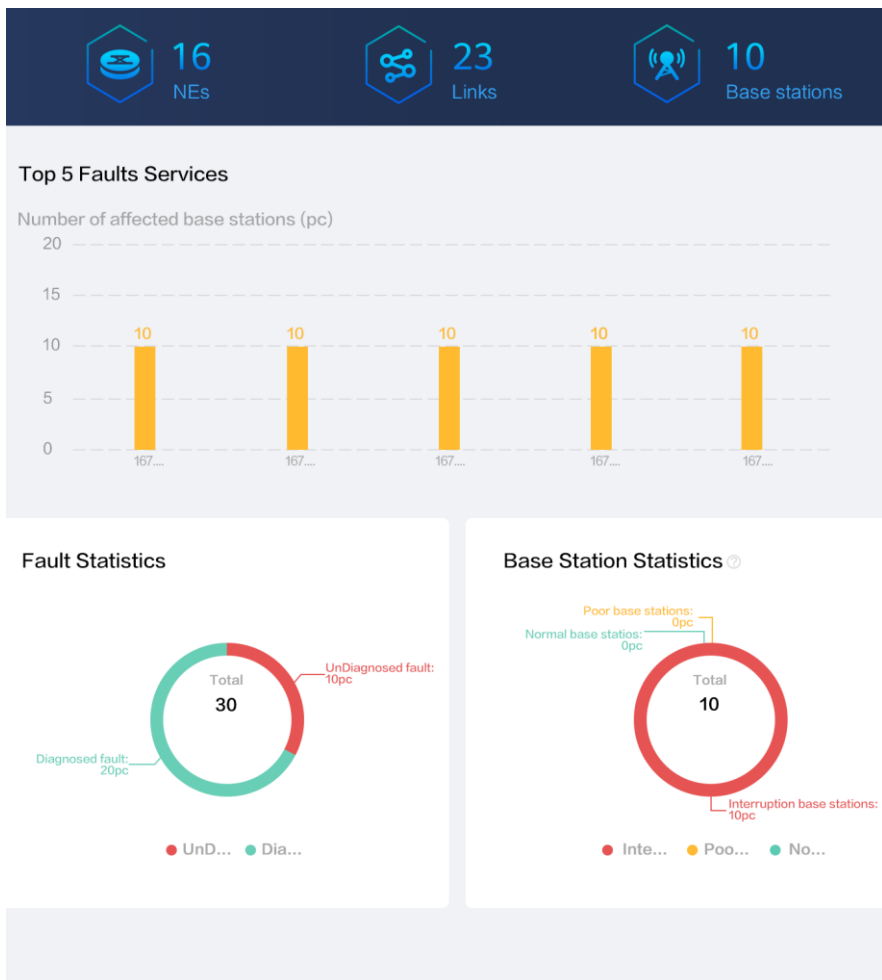 16
NEs
23
Links
10
Base stations
Top 5 Faults Services
Number of affected base stations (pc)
20
15
10
5
0
10 10 10 10 10
167.... 167.... 167.... 167.... 167....
Fault Statistics
UnDiagnosed fault:
10pc
Total
30
Diagnosed fault:
20pc
UnD... Dia...
Base Station Statistics
Poor base stations:
0pc
Normal base statios:
0pc
Total
10
Interruption base stations:
10pc
Inte... Poo... No...